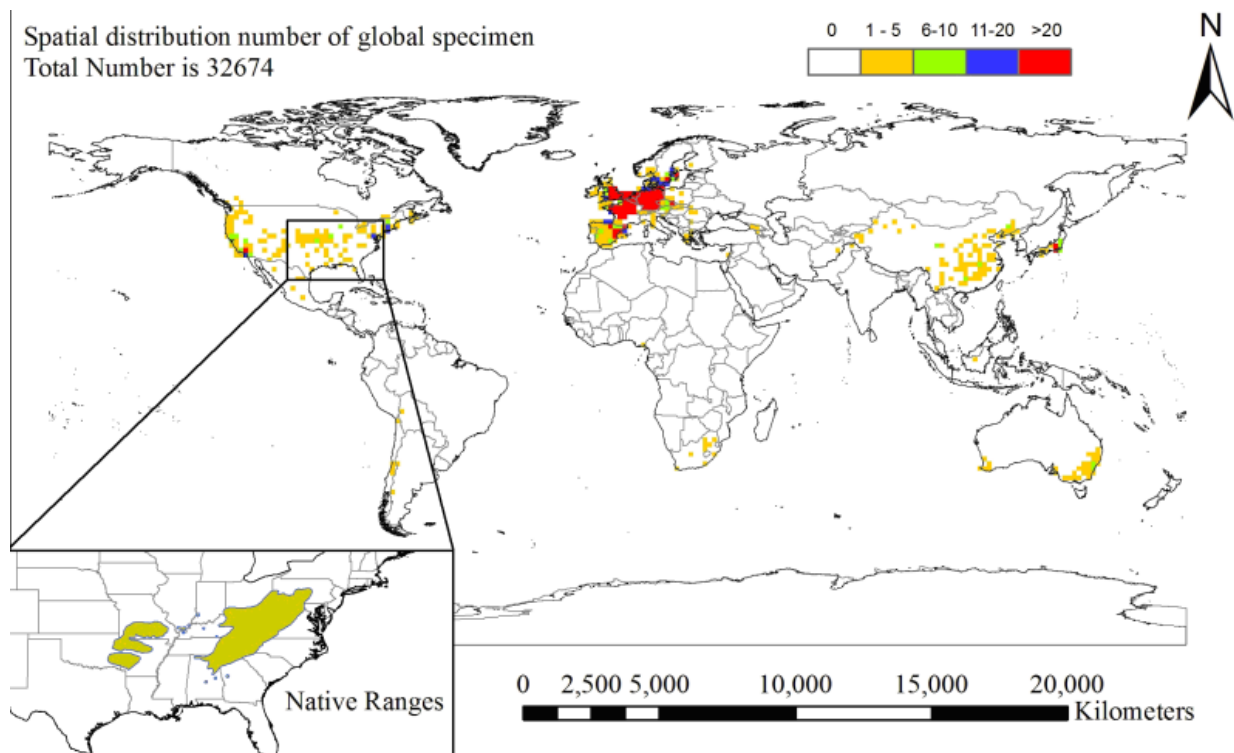 Spatial distribution number of global specimen
Total Number is 32674
0 1 - 5 6-10 11-20 >20
N
Native Ranges
0 2,500 5,000 10,000 15,000 20,000
Kilometers